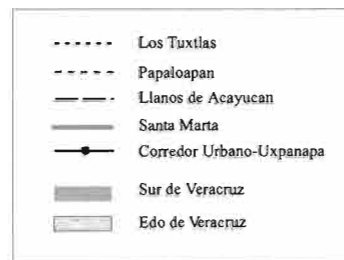 Los Tuxtlas
Papaloapan
Llanos de Acayucan
Santa Marta
Corredor Urbano-Uxpanapa
Sur de Veracruz
Edo de Veracruz